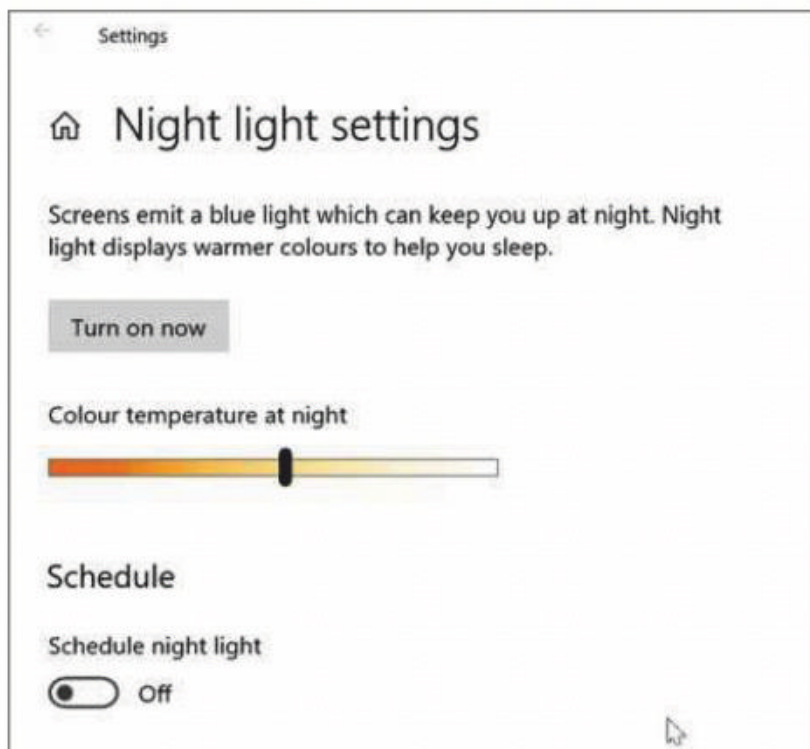 Settings
Night light settings
Screens emit a blue light which can keep you up at night. Night
light displays warmer colours to help you sleep.
Turn on now
Colour temperature at night
Schedule
Schedule night light
Off